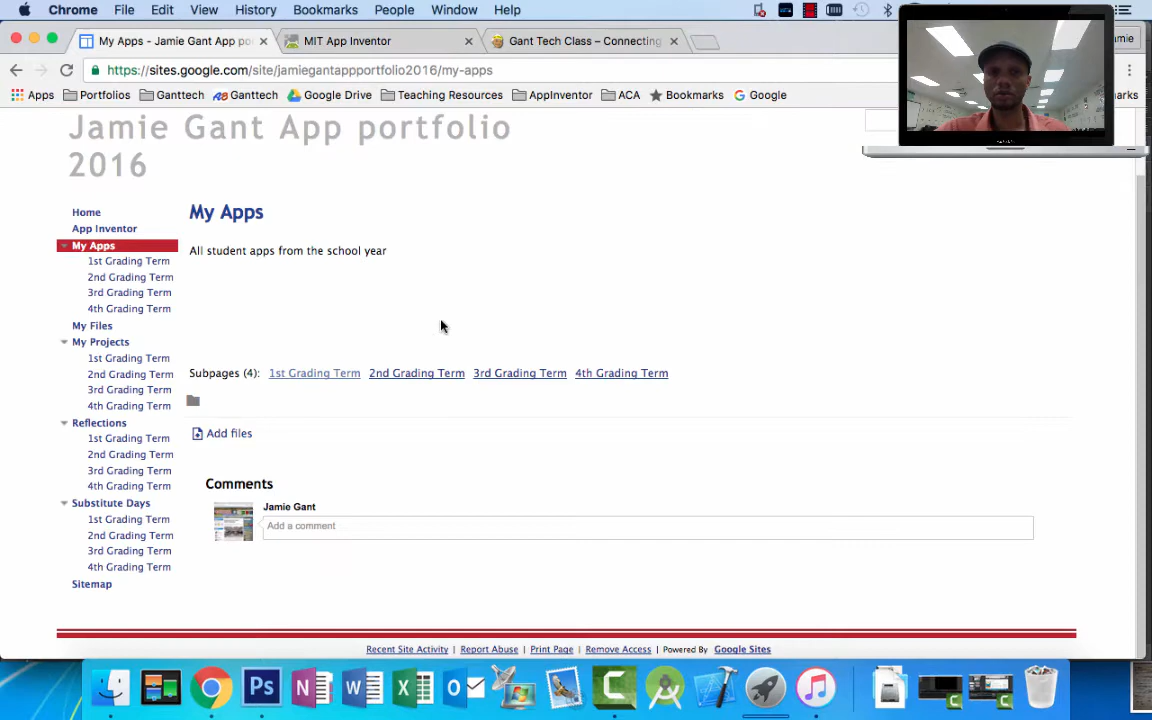 Chrome File Edit View History Bookmarks People Window Help
My Apps - Jamie Gant App po
MIT App Inventor
Gant Tech Class – Connecting
https://sites.google.com/site/jamiegantappportfolio2016/my-apps
Apps Portfolios Ganttech Ganttech Google Drive Teaching Resources AppInventor ACA Bookmarks Google
Jamie Gant App portfolio
2016
Home
App Inventor
My Apps
1st Grading Term
2nd Grading Term
3rd Grading Term
4th Grading Term
My Files
My Projects
1st Grading Term
2nd Grading Term
3rd Grading Term
4th Grading Term
Reflections
1st Grading Term
2nd Grading Term
3rd Grading Term
4th Grading Term
Substitute Days
1st Grading Term
2nd Grading Term
3rd Grading Term
4th Grading Term
Sitemap
My Apps
All student apps from the school year
Subpages (4): 1st Grading Term 2nd Grading Term 3rd Grading Term 4th Grading Term
Add files
Comments
Jamie Gant
Add a comment
Recent Site Activity | Report Abuse | Print Page | Remove Access | Powered By Google Sites